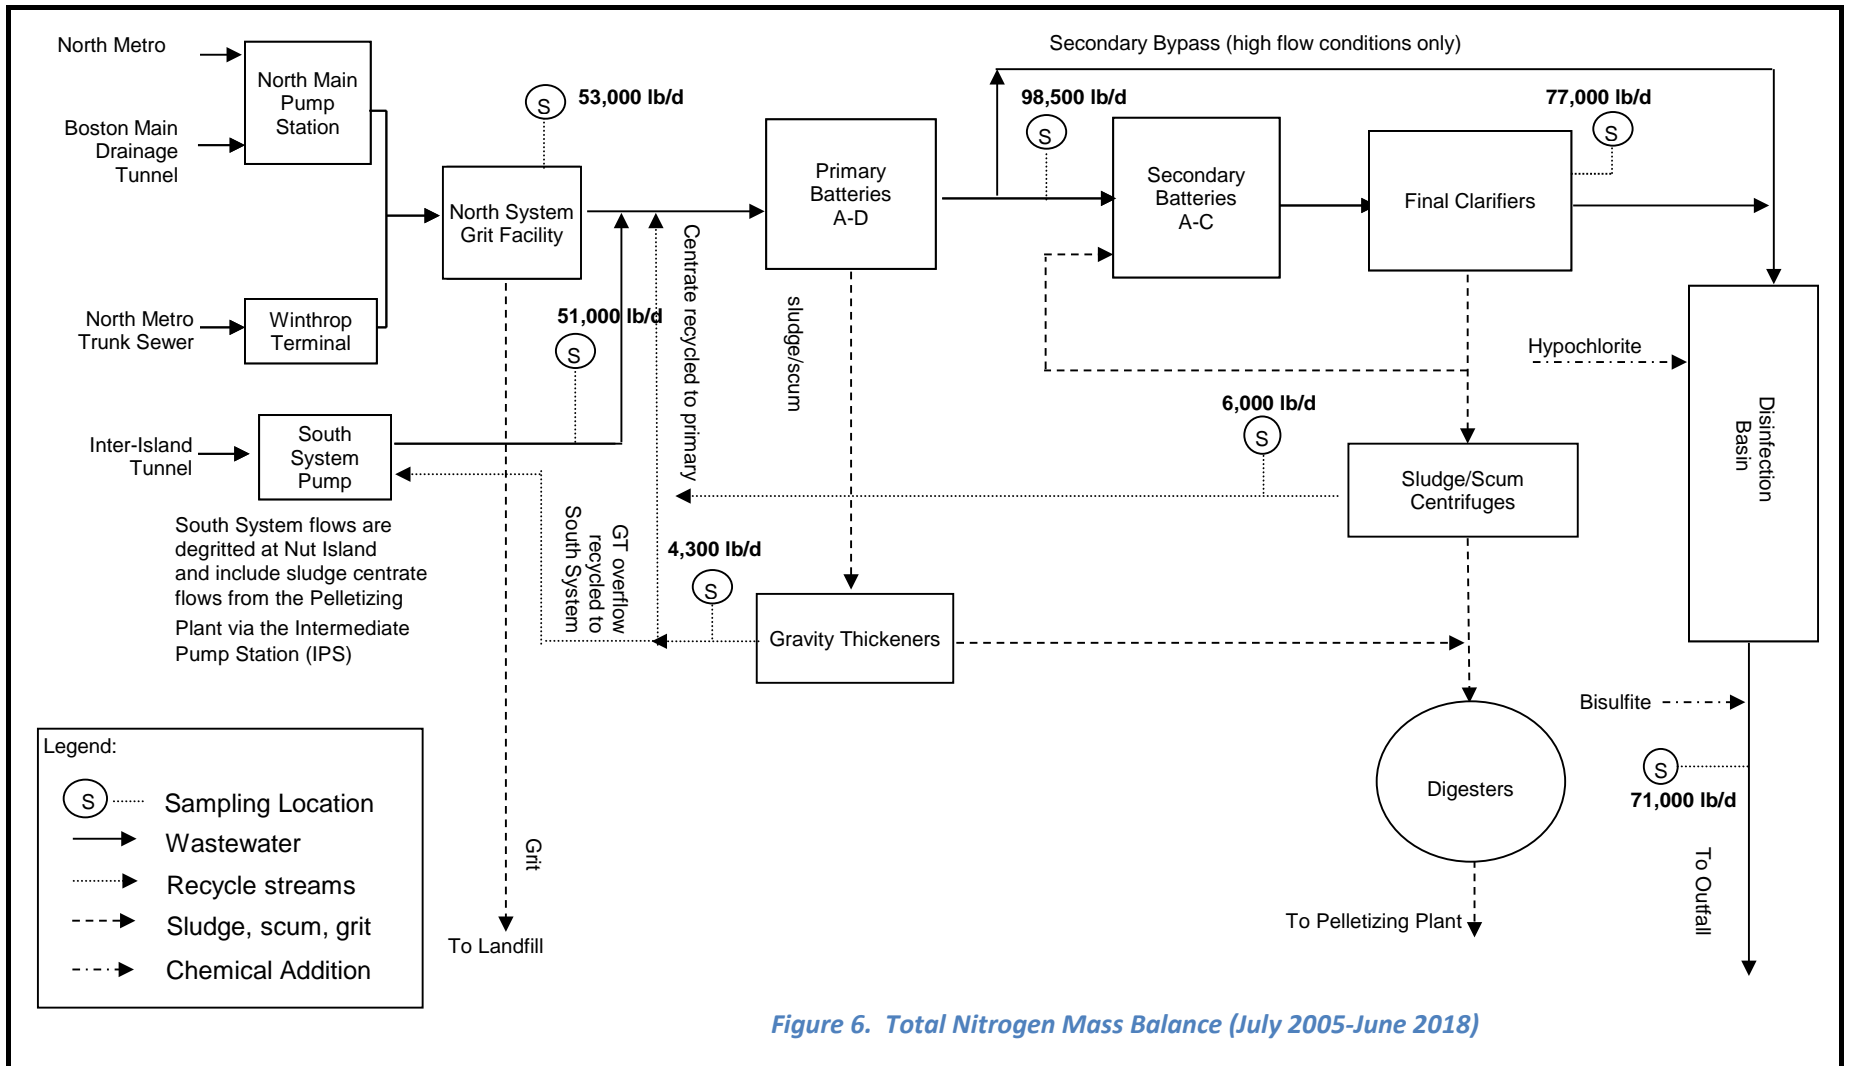 North Metro
North Main
Pump
Station
Boston Main
Drainage
Tunnel
North Metro
Trunk Sewer
Winthrop
Terminal
Inter-Island
Tunnel
South
System
Pump
South System flows are
degritted at Nut Island
and include sludge centrate
flows from the Pelletizing
Plant via the Intermediate
Pump Station (IPS)
S
53,000 lb/d
North System
Grit Facility
51,000 lb/d
S
Centrate recycled to primary
GT overflow
recycled to
South System
Grit
To Landfill
Primary
Batteries
A-D
sludge/scum
4,300 lb/d
S
Gravity Thickeners
Secondary Bypass (high flow conditions only)
98,500 lb/d
S
Secondary
Batteries
A-C
77,000 lb/d
S
Final Clarifiers
6,000 lb/d
S
Sludge/Scum
Centrifuges
Digesters
To Pelletizing Plant
Hypochlorite
Disinfection
Basin
Bisulfite
S
71,000 lb/d
To Outfall
Legend:
S
Sampling Location
Wastewater
Recycle streams
Sludge, scum, grit
Chemical Addition
Figure 6. Total Nitrogen Mass Balance (July 2005-June 2018)